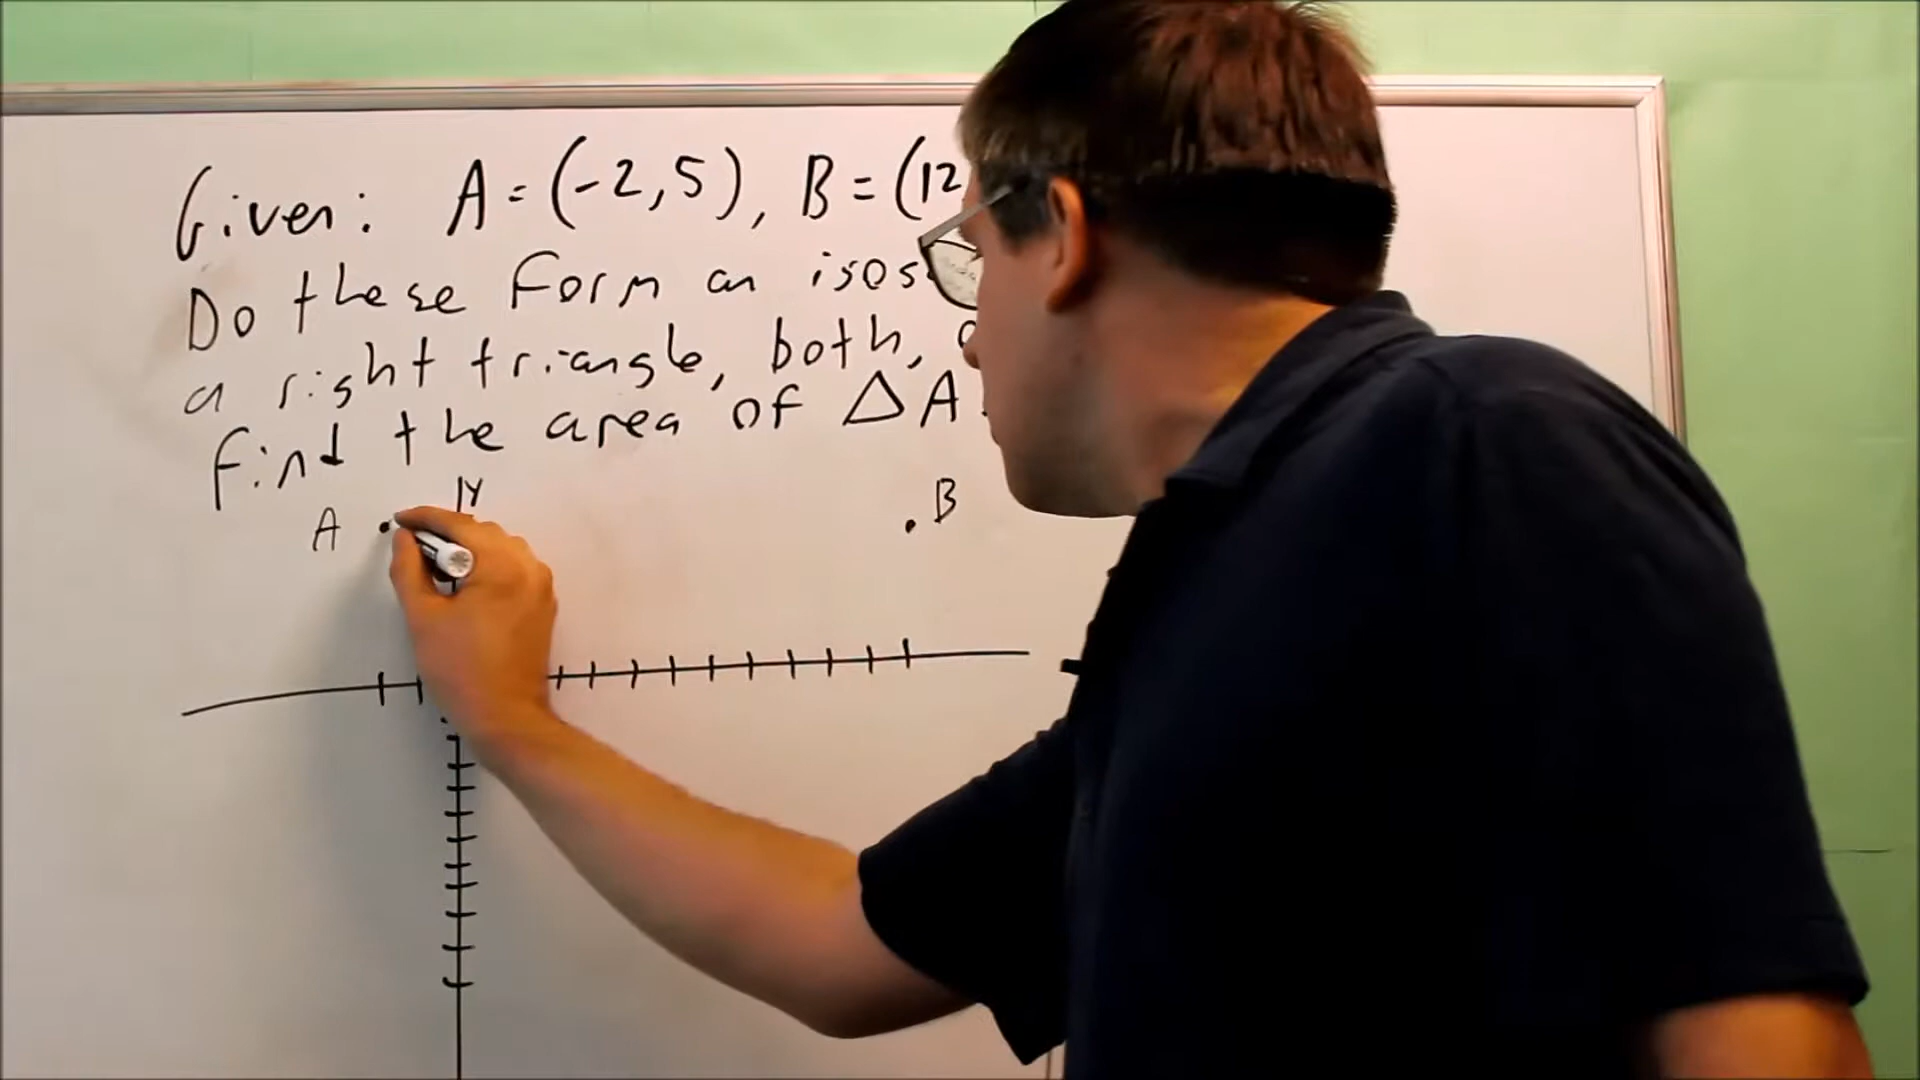 Given: A = (-2,5), B = (12,
Do these form an isos
a right triangle, both,
find the area of △A
Y
A
B